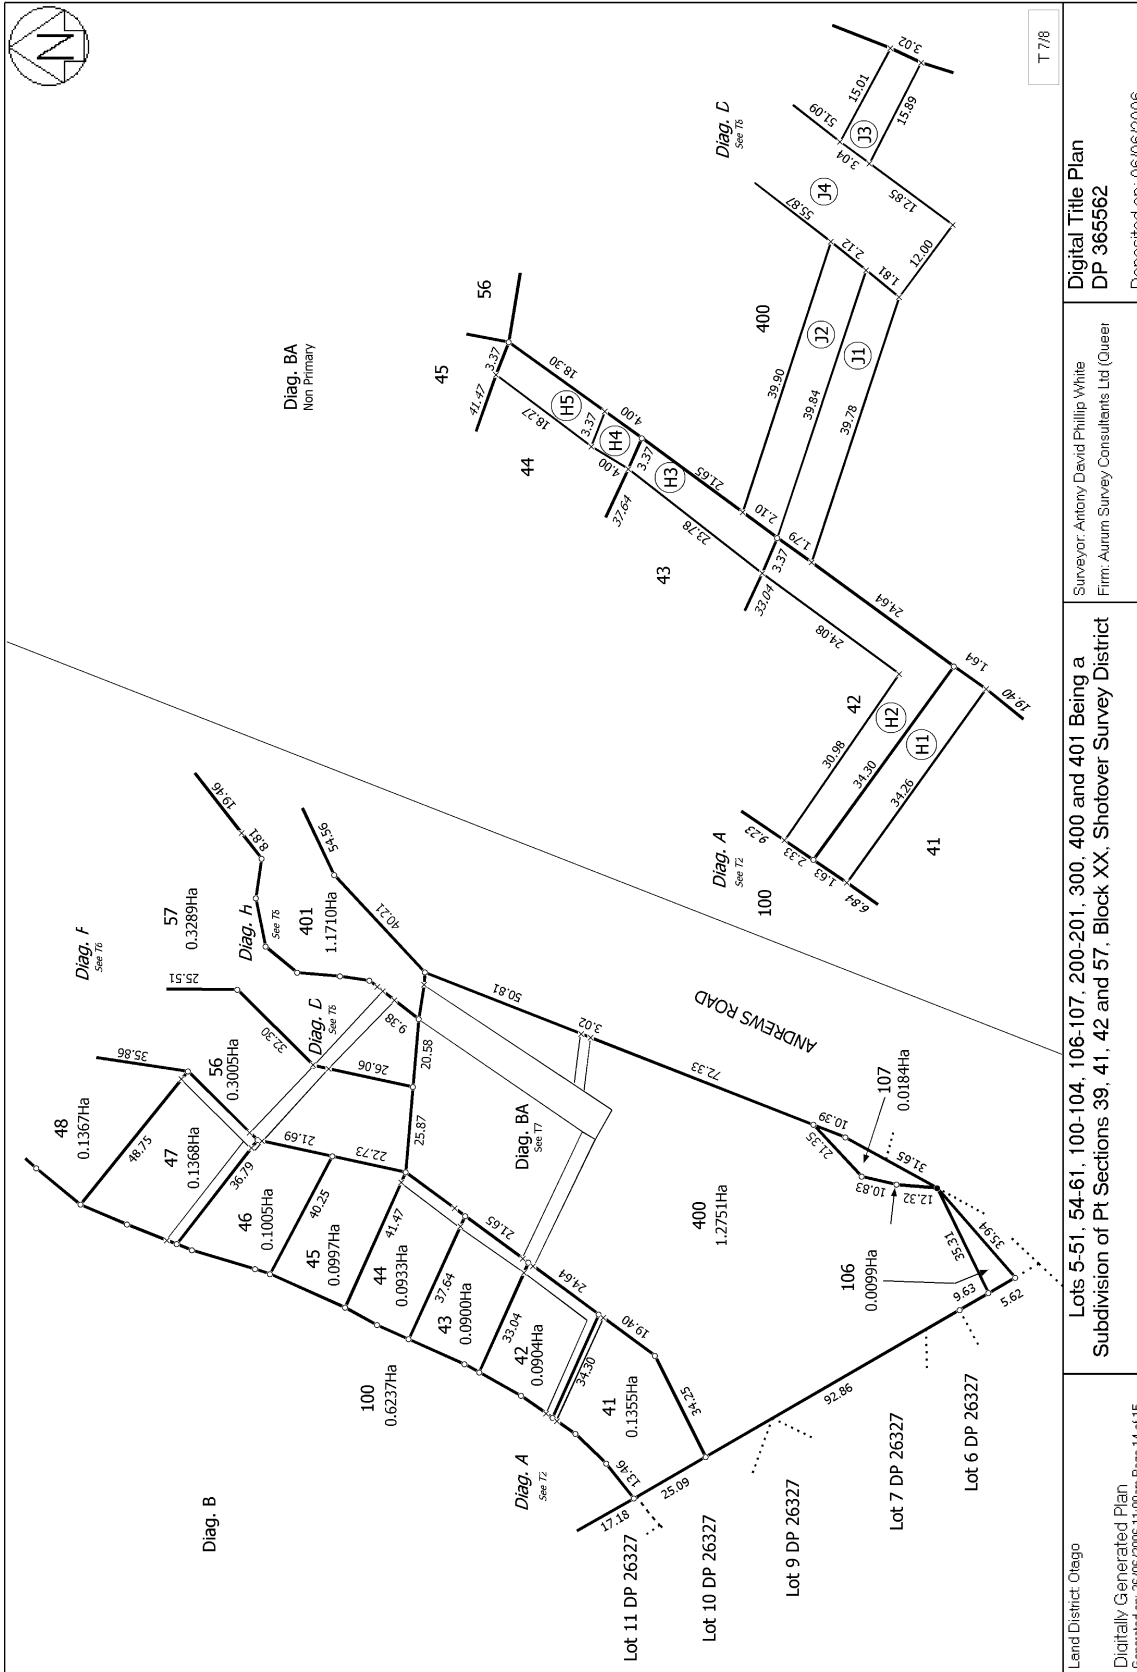 N
T 7/8
Diag. B
Diag. F
See T6
48
0.1367Ha
35.86
48.75
47
0.1368Ha
56
0.3005Ha
25.51
57
0.3289Ha
32.30
Diag. H
See T6
19.46
8.81
401
1.1710Ha
54.56
40.21
Diag. D
See T6
36.79
46
0.1005Ha
21.69
26.06
9.38
40.25
22.73
20.58
25.87
50.81
45
0.0997Ha
41.47
44
0.0933Ha
Diag. BA
See T7
3.02
ANDREWS ROAD
100
0.6237Ha
37.64
43
0.0900Ha
21.65
33.04
24.64
42
0.0904Ha
34.30
19.40
400
1.2751Ha
72.33
Diag. A
See T2
41
0.1355Ha
34.25
13.46
25.09
17.18
10.39
21.35
107
0.0184Ha
10.83
31.65
12.32
106
0.0099Ha
35.31
35.94
9.63
5.62
92.86
Lot 11 DP 26327
Lot 10 DP 26327
Lot 9 DP 26327
Lot 7 DP 26327
Lot 6 DP 26327
Diag. BA
Non Primary
45
56
41.47
3.37
18.30
18.27
H5
44
3.37
4.00
H4
4.00
37.64
3.37
H3
21.65
23.78
43
2.10
33.04
3.37
1.79
24.08
24.64
42
H2
30.98
34.30
H1
34.26
1.64
19.40
Diag. A
See T2
100
9.23
2.33
1.63
6.84
41
400
39.90
J2
39.84
J1
39.78
55.87
J4
2.12
1.81
12.00
12.85
Diag. D
See T6
51.09
3.04
J3
15.01
15.89
3.02
Land District: Otago
Digitally Generated Plan
Lots 5-51, 54-61, 100-104, 106-107, 200-201, 300, 400 and 401 Being a
Subdivision of Pt Sections 39, 41, 42 and 57, Block XX, Shotover Survey District
Surveyor: Antony David Phillip White
Firm: Aurum Survey Consultants Ltd (Queer
Digital Title Plan
DP 365562
Deposited on: 06/06/2006